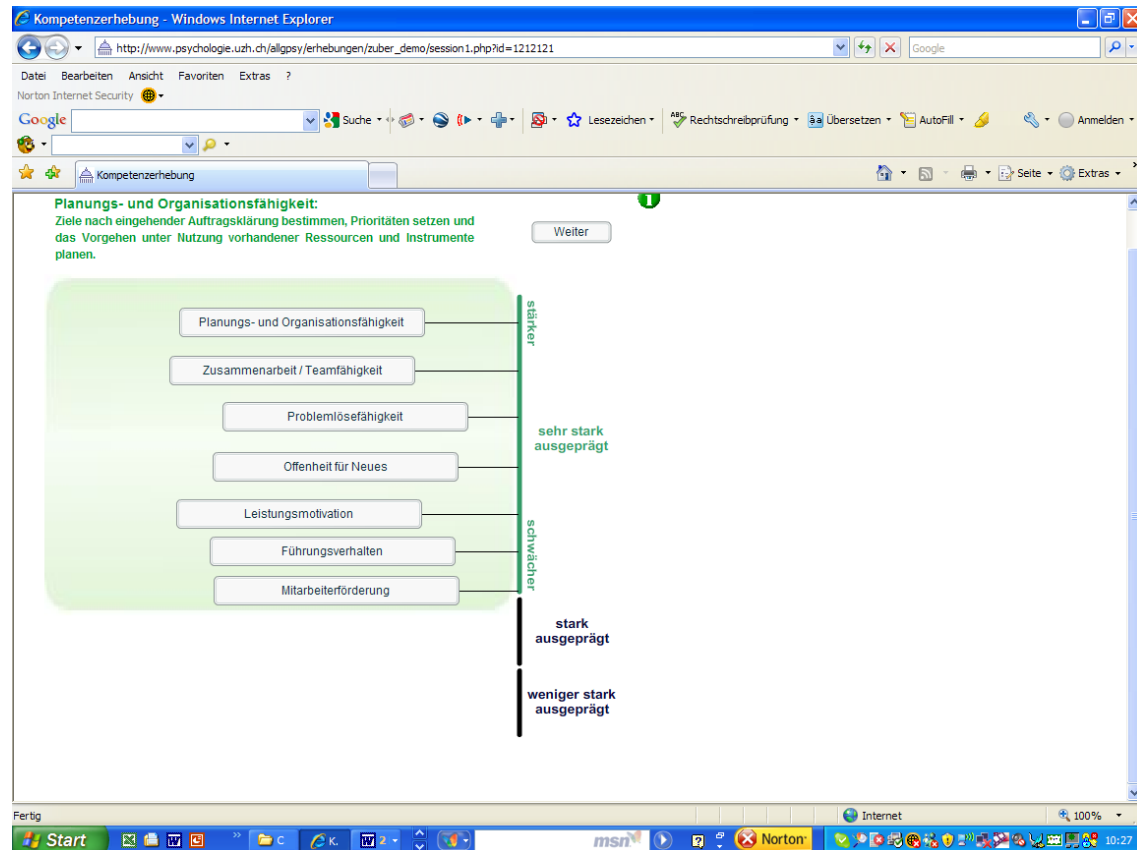 Kompetenzerhebung - Windows Internet Explorer
http://www.psychologie.uzh.ch/allgpsy/erhebungen/zuber_demo/session1.php?id=1212121
Google
Datei Bearbeiten Ansicht Favoriten Extras ?
Norton Internet Security
Google Suche Lesezeichen ABC Rechtschreibprüfung äa Übersetzen AutoFill Anmelden
Kompetenzerhebung Seite Extras
Planungs- und Organisationsfähigkeit:
Ziele nach eingehender Auftragsklärung bestimmen, Prioritäten setzen und
das Vorgehen unter Nutzung vorhandener Ressourcen und Instrumente
planen.
Weiter
stärker
Planungs- und Organisationsfähigkeit
Zusammenarbeit / Teamfähigkeit
Problemlösefähigkeit
sehr stark
ausgeprägt
Offenheit für Neues
Leistungsmotivation
schwächer
Führungsverhalten
Mitarbeiterförderung
stark
ausgeprägt
weniger stark
ausgeprägt
Fertig Internet 100%
Start C K. 2 msn Norton 10:27